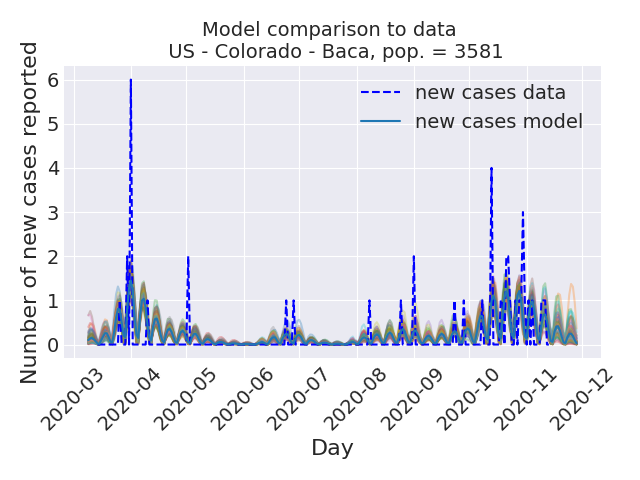 Model comparison to data
US - Colorado - Baca, pop. = 3581
Number of new cases reported
6
5
4
3
2
1
0
new cases data
new cases model
2020-03
2020-04
2020-05
2020-06
2020-07
2020-08
2020-09
2020-10
2020-11
2020-12
Day